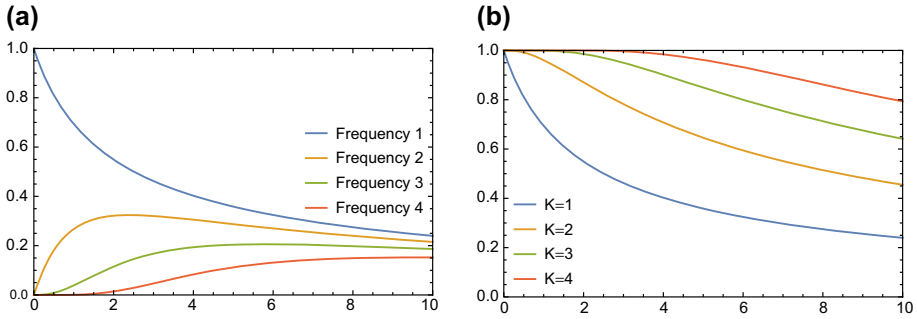 (a)
1.0
0.8
0.6
0.4
0.2
0.0
0 2 4 6 8 10
Frequency 1
Frequency 2
Frequency 3
Frequency 4
(b)
1.0
0.8
0.6
0.4
0.2
0.0
0 2 4 6 8 10
K=1
K=2
K=3
K=4